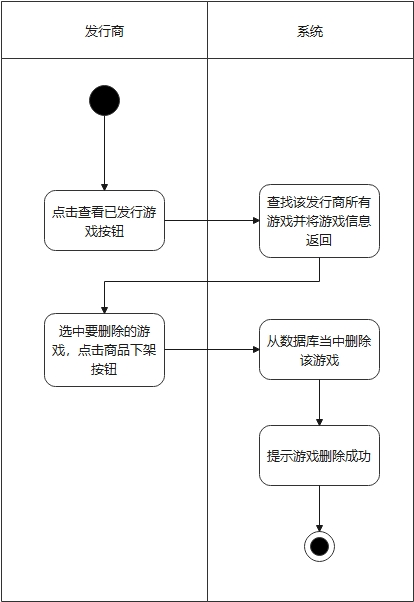 发行商
系统
点击查看已发行游
戏按钮
查找该发行商所有
游戏并将游戏信息
返回
选中要删除的游
戏，点击商品下架
按钮
从数据库当中删除
该游戏
提示游戏删除成功